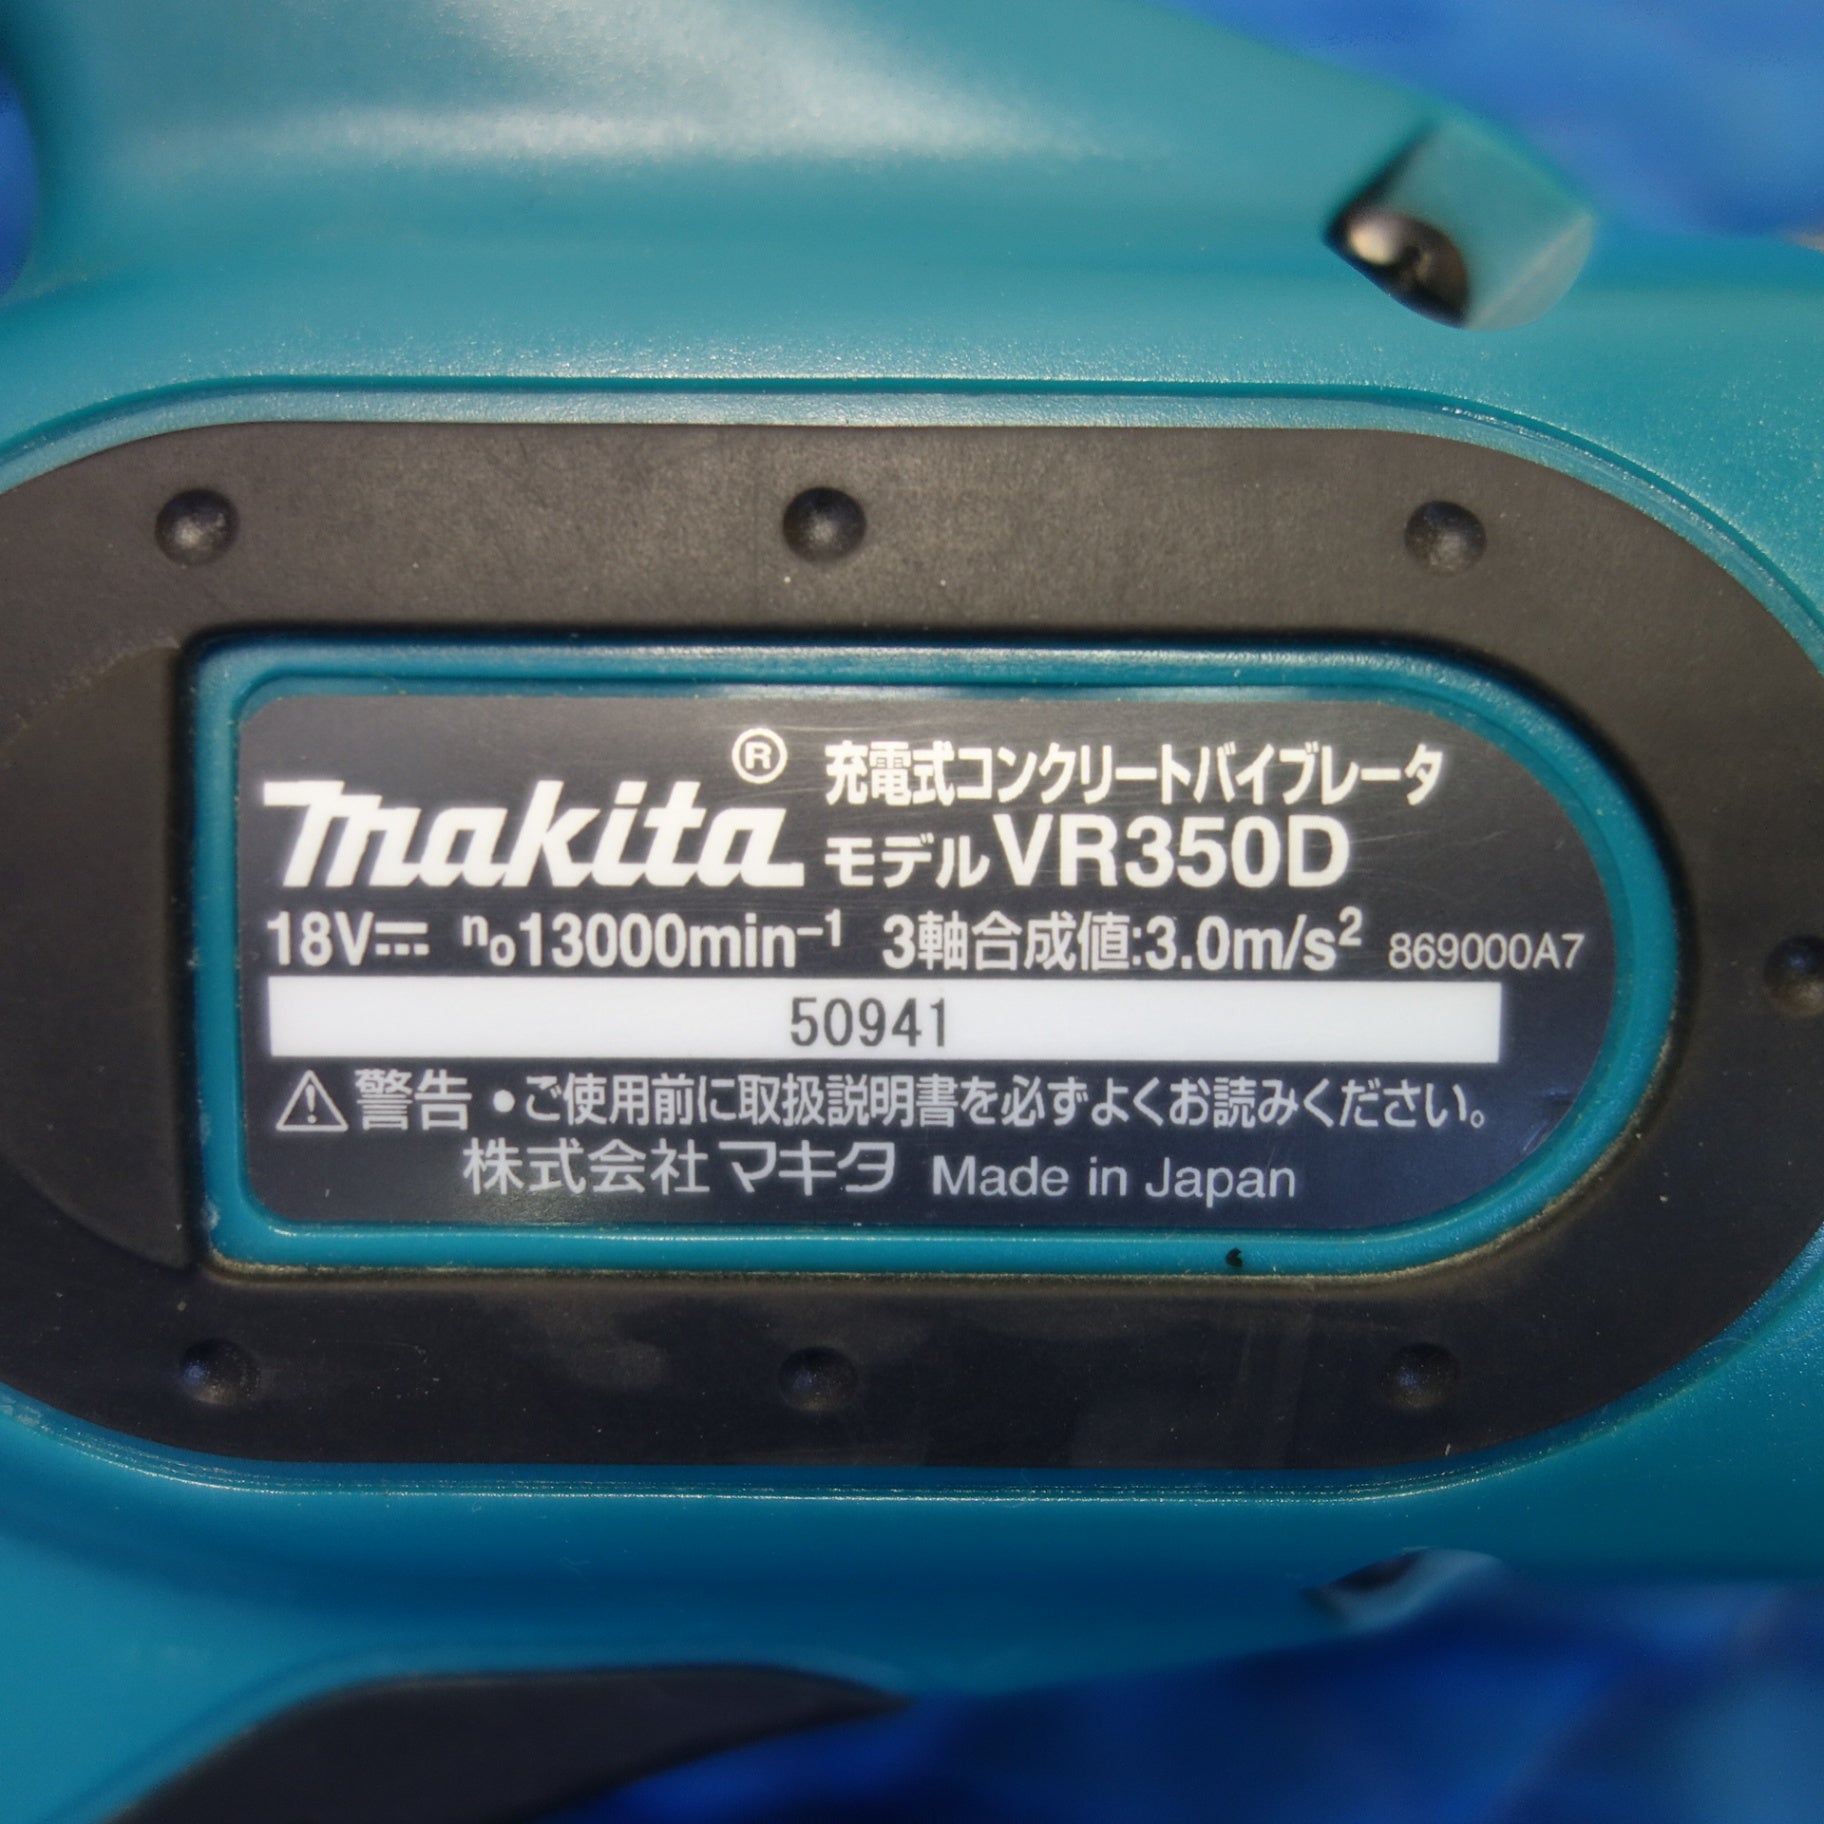 makita® 充電式コンクリートバイブレータ
モデルVR350D
18V⎓ n₀13000min⁻¹ 3軸合成値:3.0m/s² 869000A7
50941
⚠警告 •ご使用前に取扱説明書を必ずよくお読みください。
株式会社マキタ Made in Japan